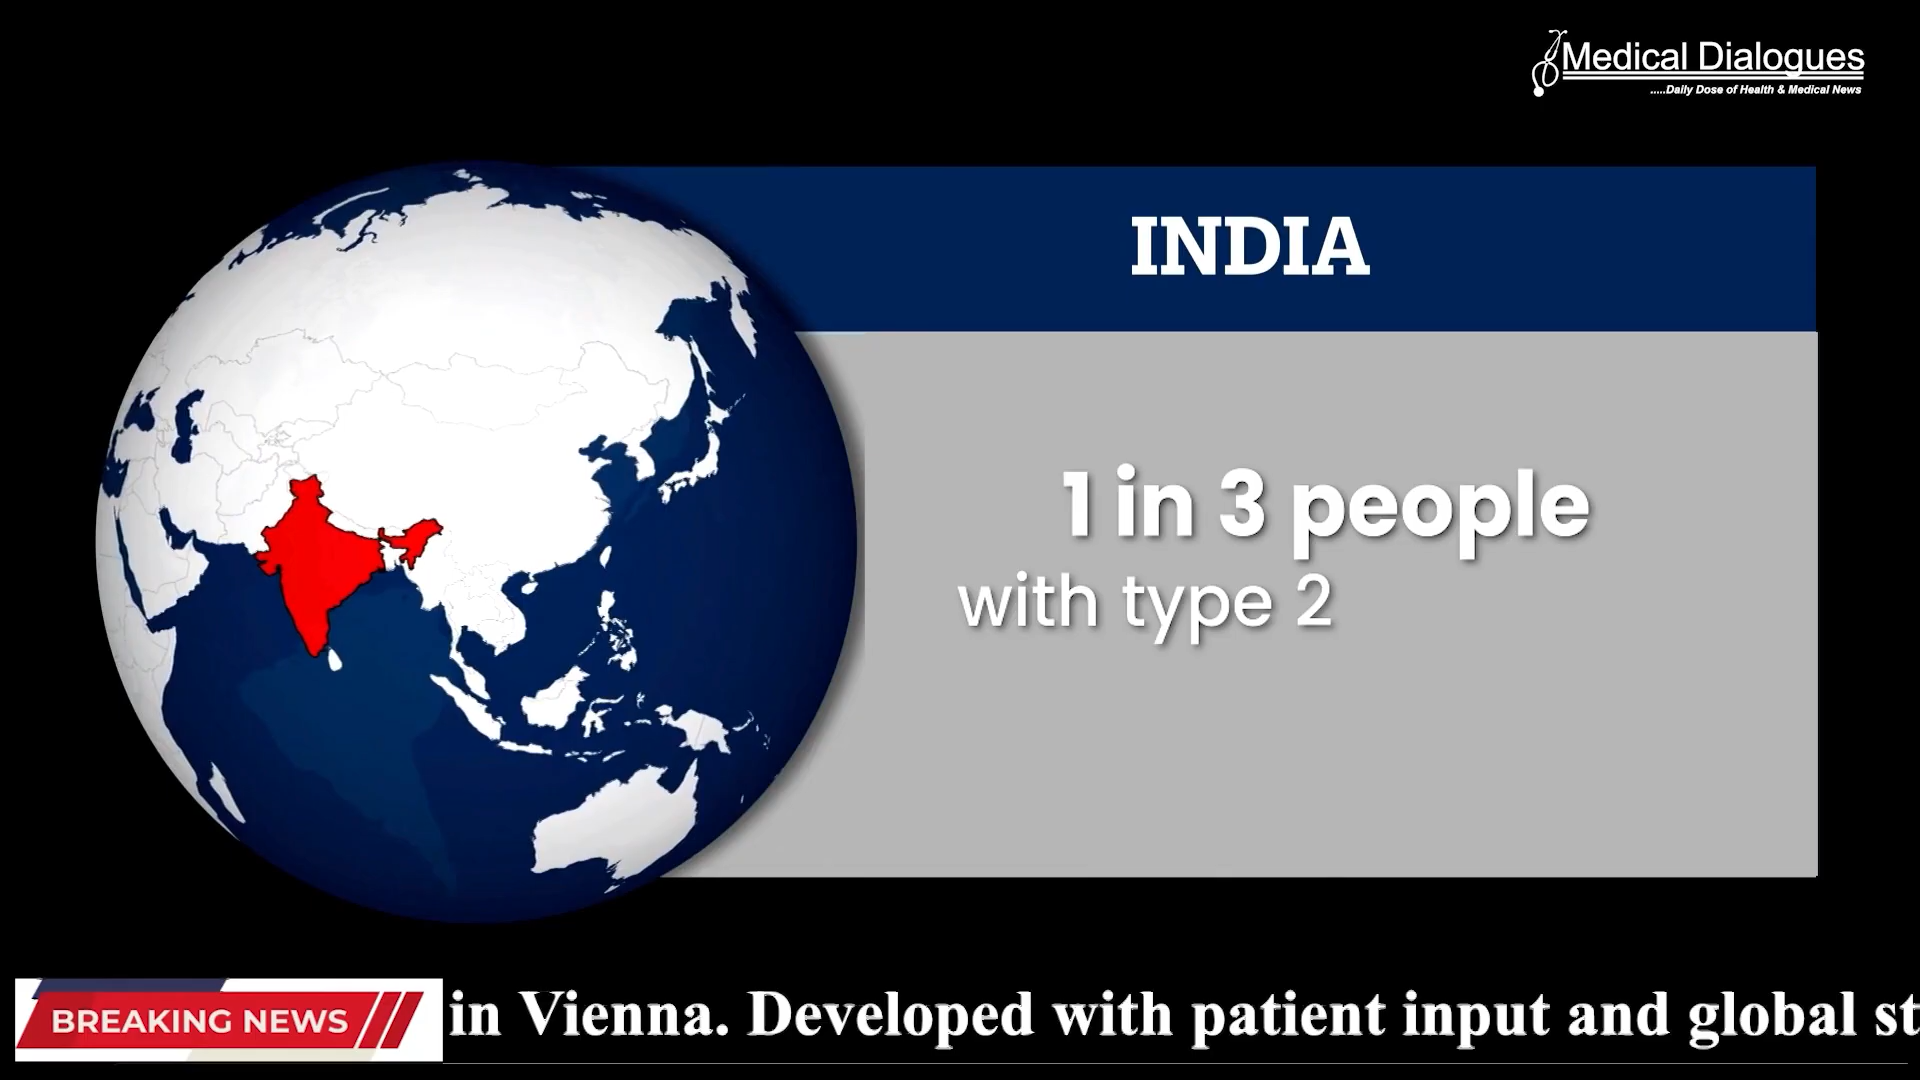 Medical Dialogues
.....Daily Dose of Health & Medical News
INDIA
1 in 3 people
with type 2
BREAKING NEWS
in Vienna. Developed with patient input and global st